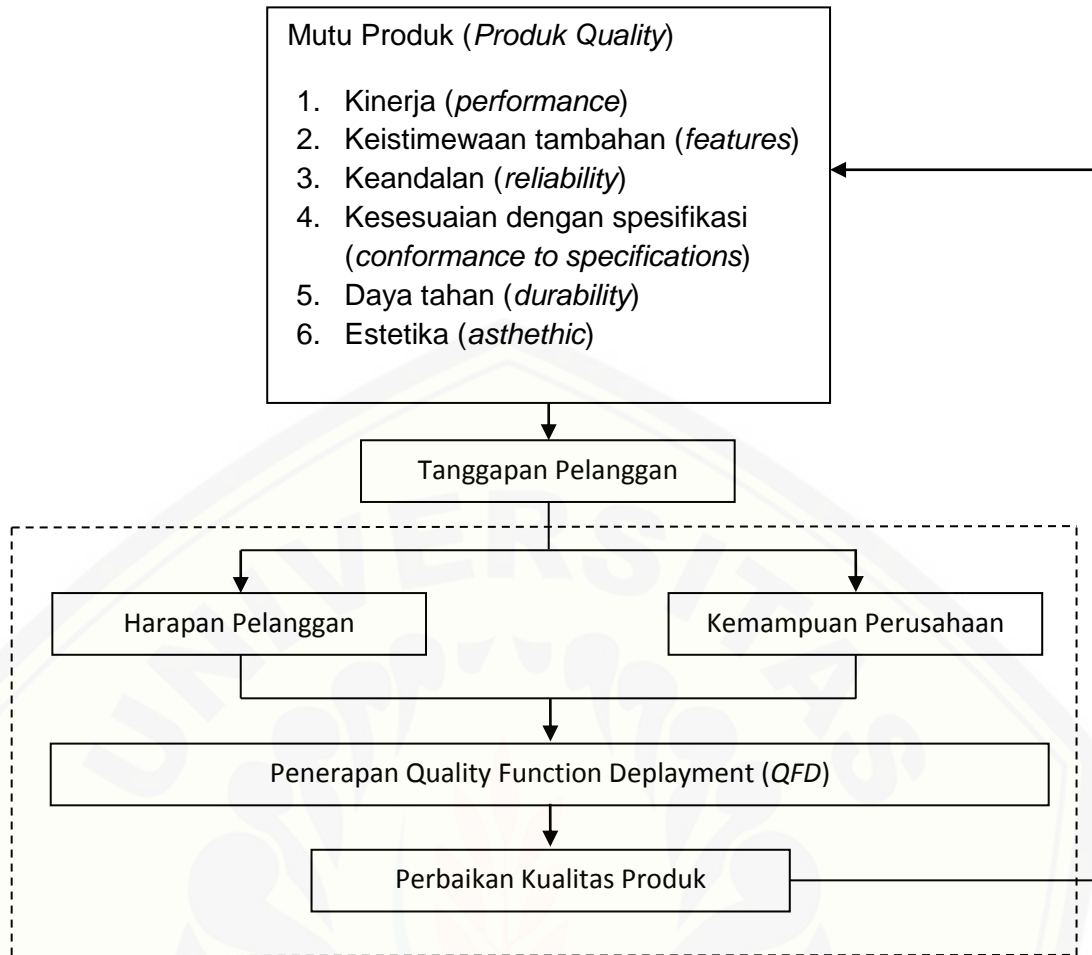 Mutu Produk (Produk Quality)
1. Kinerja (performance)
2. Keistimewaan tambahan (features)
3. Keandalan (reliability)
4. Kesesuaian dengan spesifikasi
(conformance to specifications)
5. Daya tahan (durability)
6. Estetika (asthethic)
Tanggapan Pelanggan
Harapan Pelanggan
Kemampuan Perusahaan
Penerapan Quality Function Deplayment (QFD)
Perbaikan Kualitas Produk
UNIVERSITAS